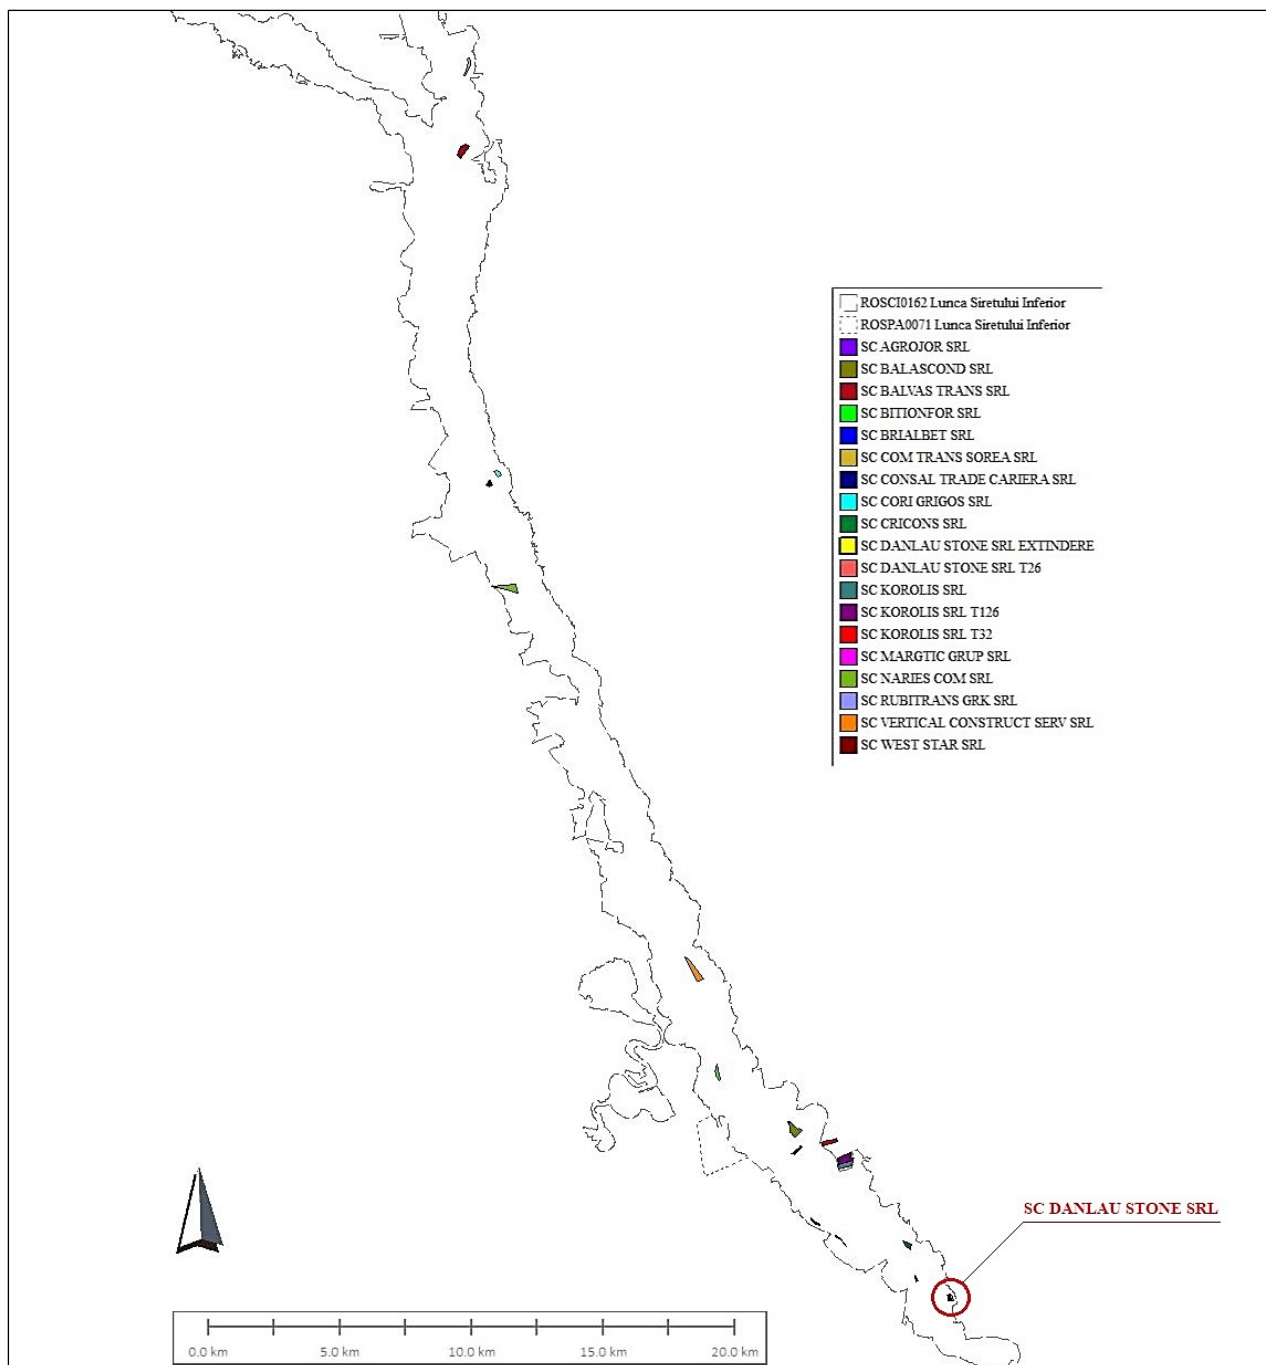 ROSCI0162 Lunca Siretului Inferior
ROSPA0071 Lunca Siretului Inferior
SC AGROJOR SRL
SC BALASCOND SRL
SC BALVAS TRANS SRL
SC BITIONFOR SRL
SC BRIALBET SRL
SC COM TRANS SOREA SRL
SC CONSAL TRADE CARIERA SRL
SC CORI GRIGOS SRL
SC CRICONS SRL
SC DANLAU STONE SRL EXTINDERE
SC DANLAU STONE SRL T26
SC KOROLIS SRL
SC KOROLIS SRL T126
SC KOROLIS SRL T32
SC MARGTIC GRUP SRL
SC NARIES COM SRL
SC RUBITRANS GRK SRL
SC VERTICAL CONSTRUCT SERV SRL
SC WEST STAR SRL
SC DANLAU STONE SRL
0.0 km 5.0 km 10.0 km 15.0 km 20.0 km